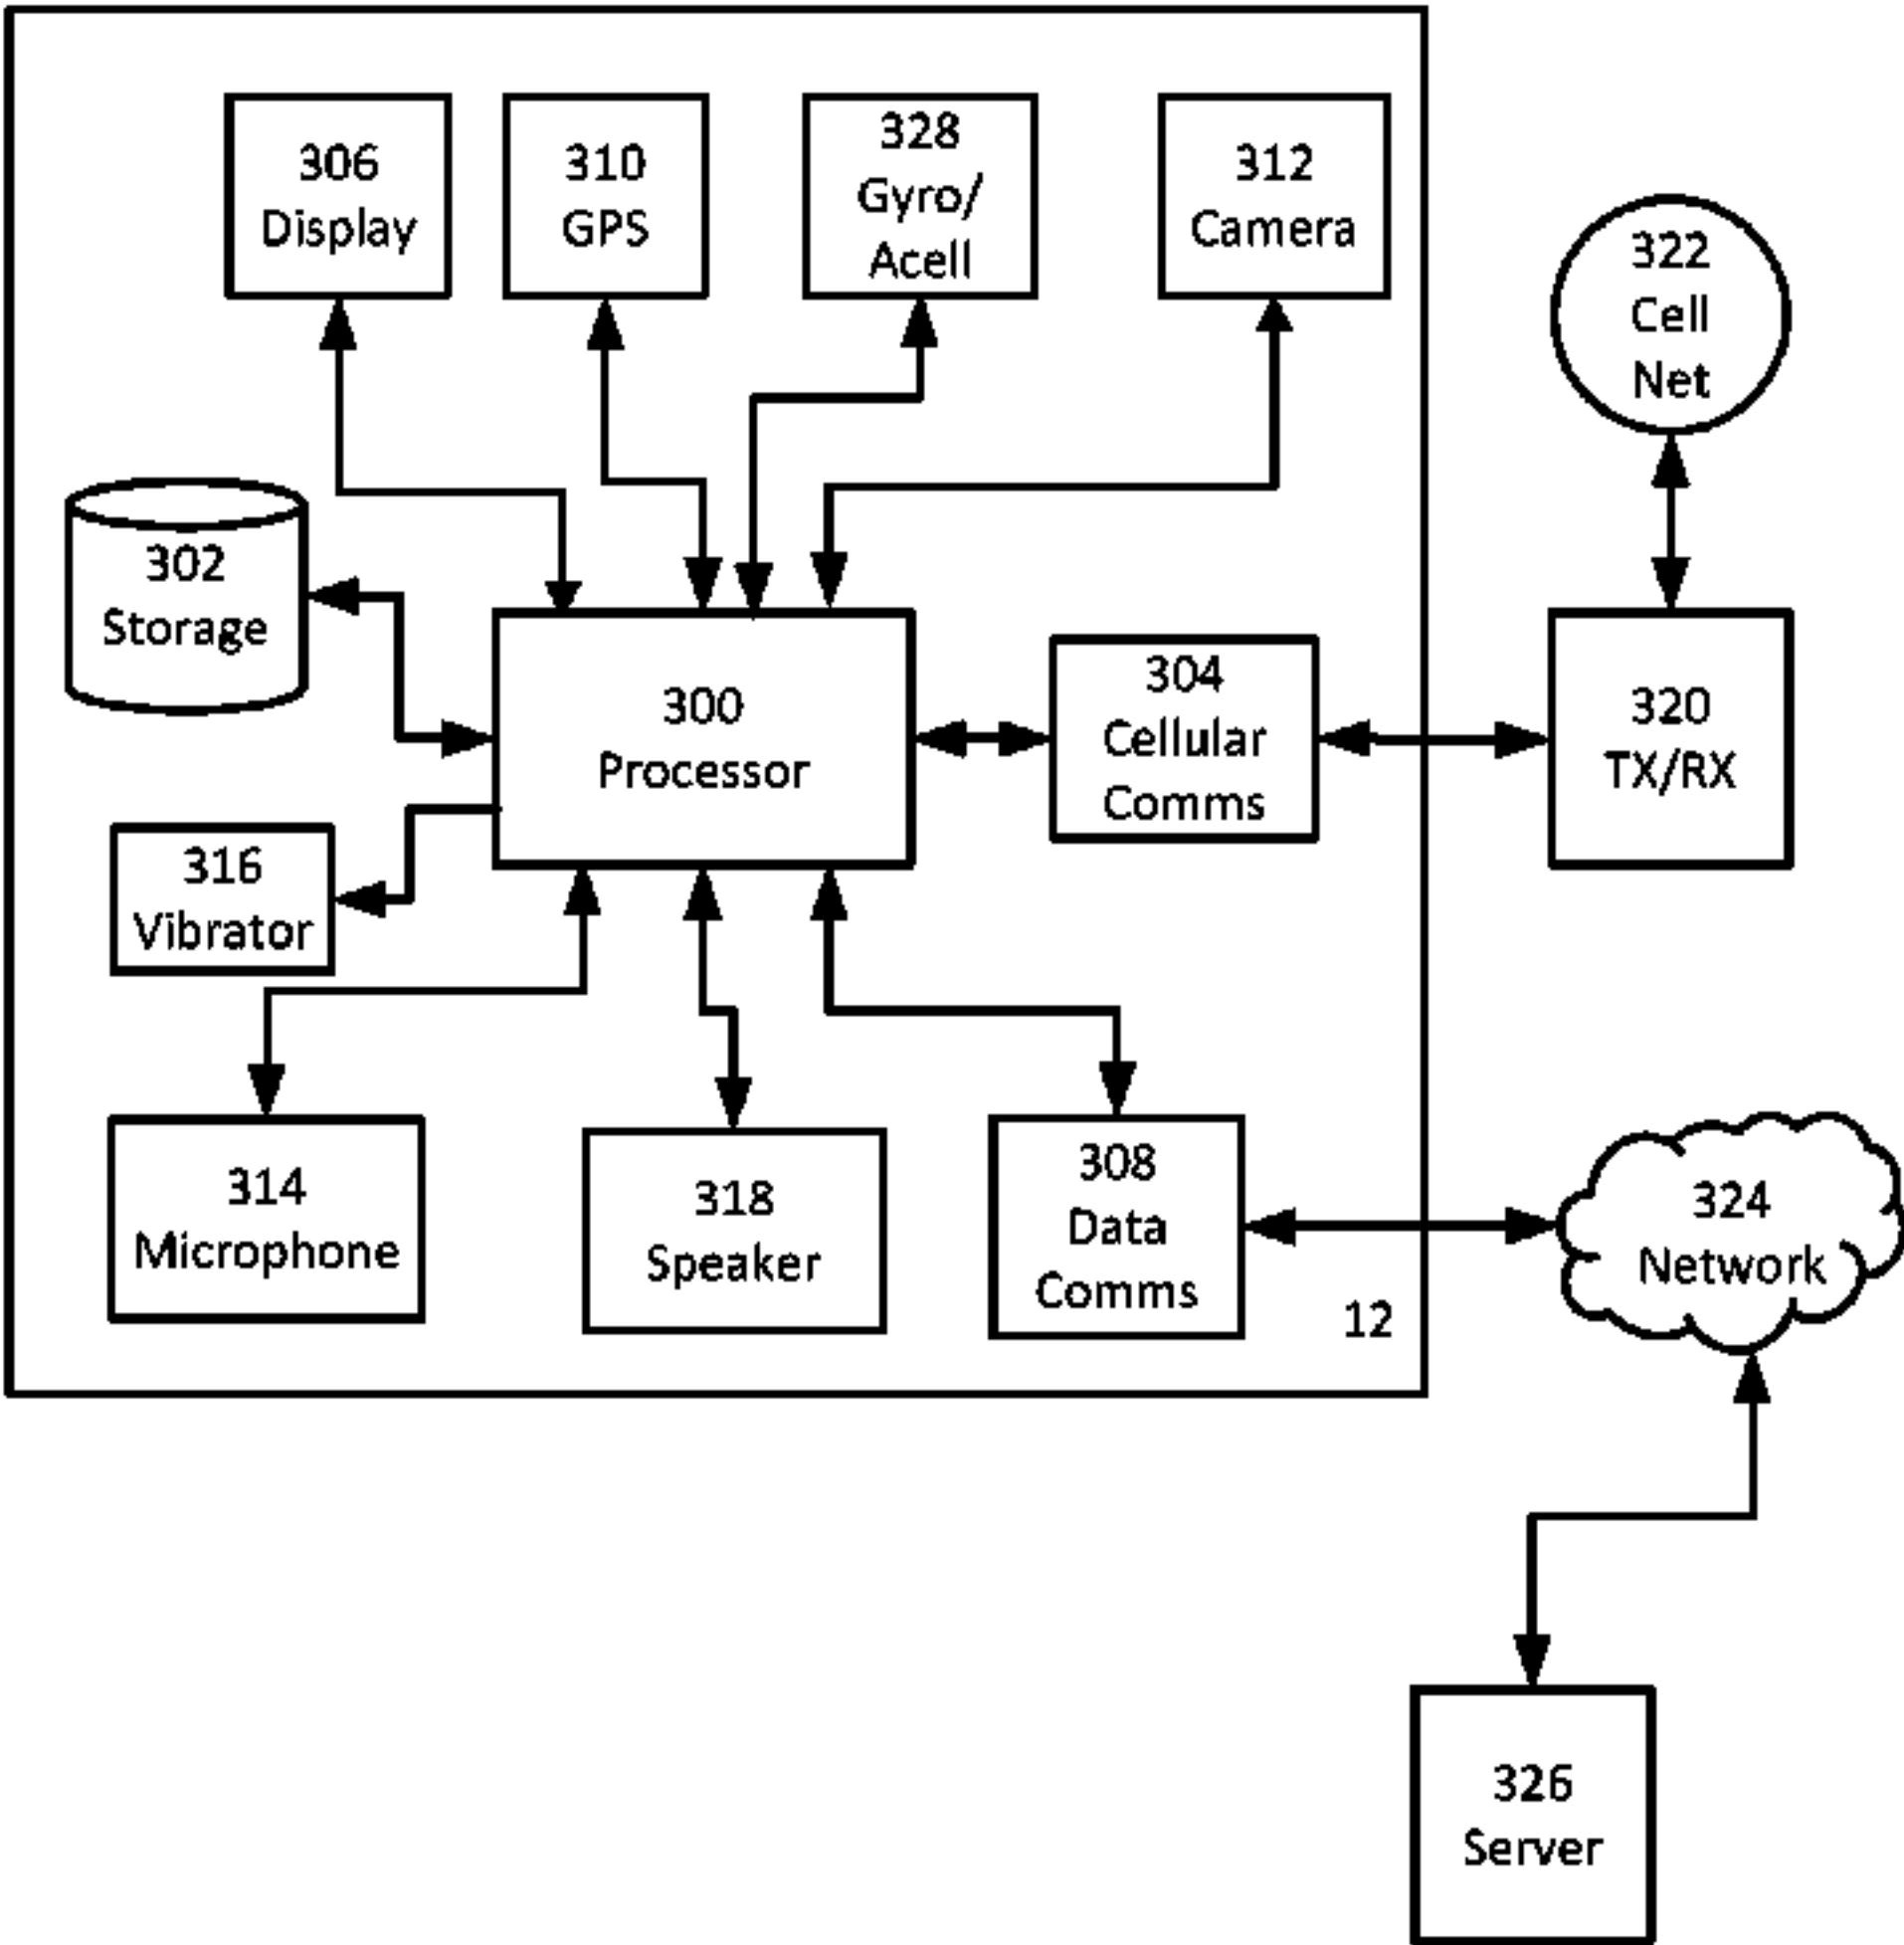 306
Display
310
GPS
328
Gyro/
Acell
312
Camera
322
Cell
Net
302
Storage
300
Processor
304
Cellular
Comms
320
TX/RX
316
Vibrator
314
Microphone
318
Speaker
308
Data
Comms
324
Network
12
326
Server